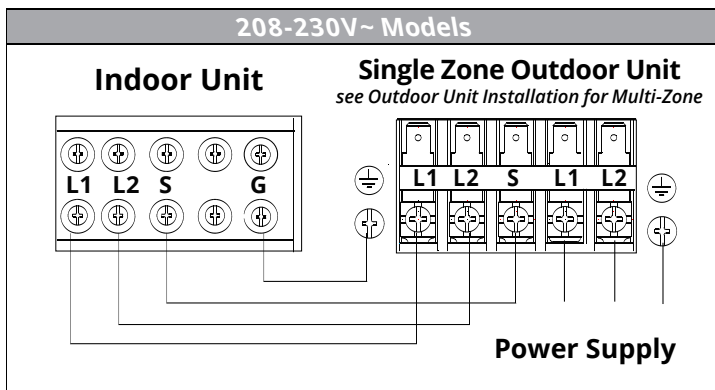 208-230V~ Models
Indoor Unit
Single Zone Outdoor Unit
see Outdoor Unit Installation for Multi-Zone
L1 L2 S G
L1 L2 S L1 L2
Power Supply